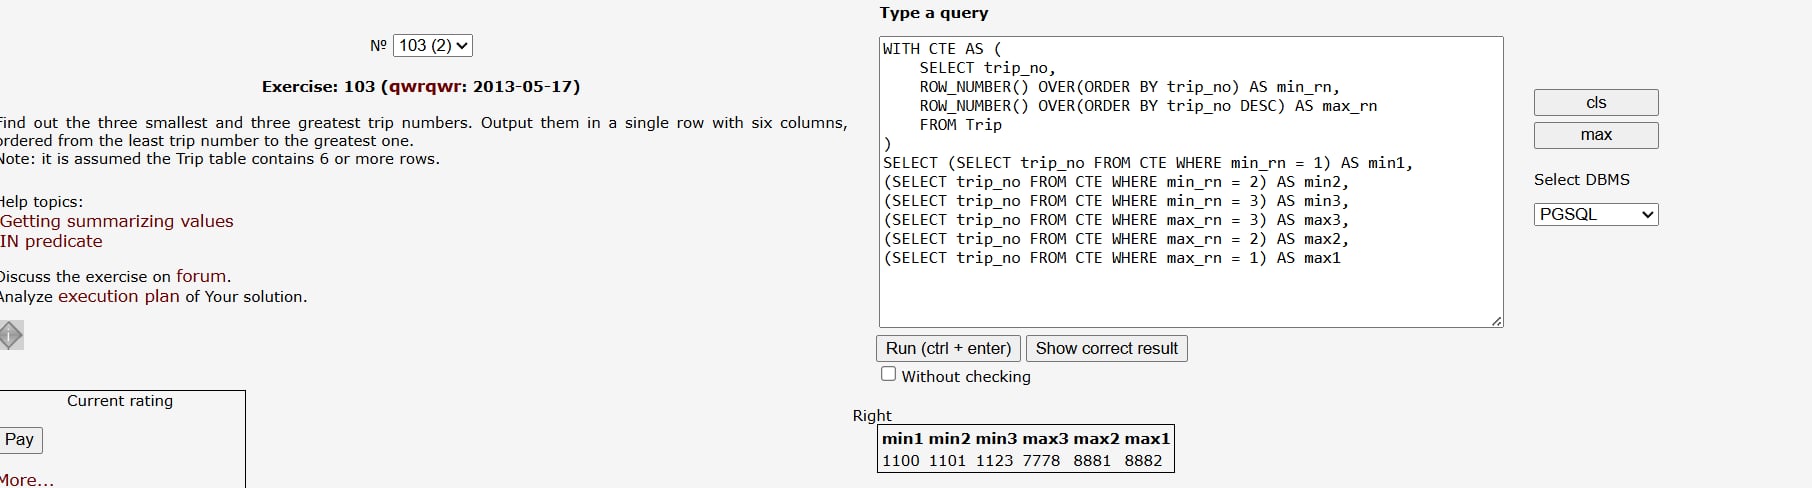 Nº 103 (2)
Exercise: 103 (qwrqwr: 2013-05-17)
Find out the three smallest and three greatest trip numbers. Output them in a single row with six columns,
ordered from the least trip number to the greatest one.
Note: it is assumed the Trip table contains 6 or more rows.
Help topics:
Getting summarizing values
IN predicate
Discuss the exercise on forum.
Analyze execution plan of Your solution.
Current rating
Pay
More...
Type a query
WITH CTE AS (
    SELECT trip_no,
    ROW_NUMBER() OVER(ORDER BY trip_no) AS min_rn,
    ROW_NUMBER() OVER(ORDER BY trip_no DESC) AS max_rn
    FROM Trip
)
SELECT (SELECT trip_no FROM CTE WHERE min_rn = 1) AS min1,
(SELECT trip_no FROM CTE WHERE min_rn = 2) AS min2,
(SELECT trip_no FROM CTE WHERE min_rn = 3) AS min3,
(SELECT trip_no FROM CTE WHERE max_rn = 3) AS max3,
(SELECT trip_no FROM CTE WHERE max_rn = 2) AS max2,
(SELECT trip_no FROM CTE WHERE max_rn = 1) AS max1
cls
max
Select DBMS
PGSQL
Run (ctrl + enter) Show correct result
Without checking
Right
min1 min2 min3 max3 max2 max1
1100 1101 1123 7778 8881 8882